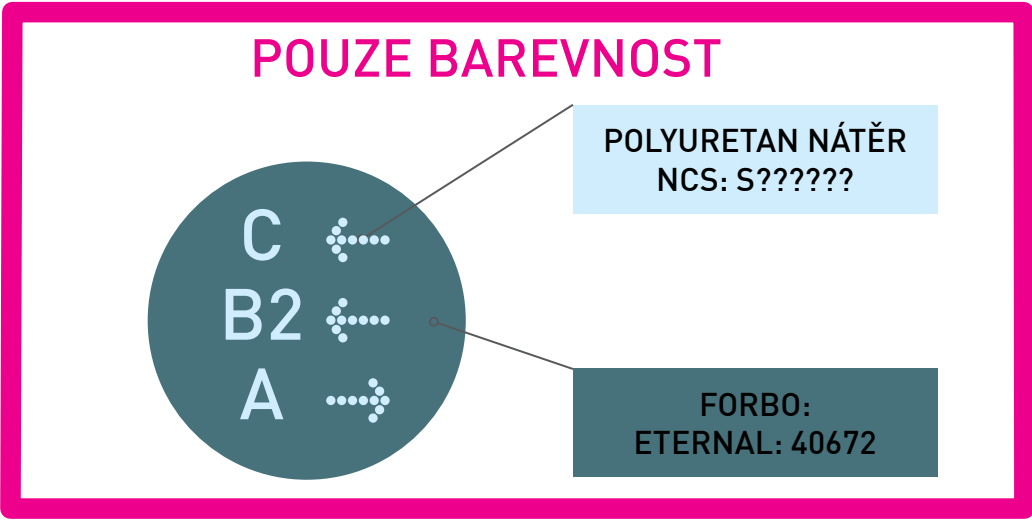 POUZE BAREVNOST
POLYURETAN NÁTĚR
NCS: S??????
C
B2
A
FORBO:
ETERNAL: 40672